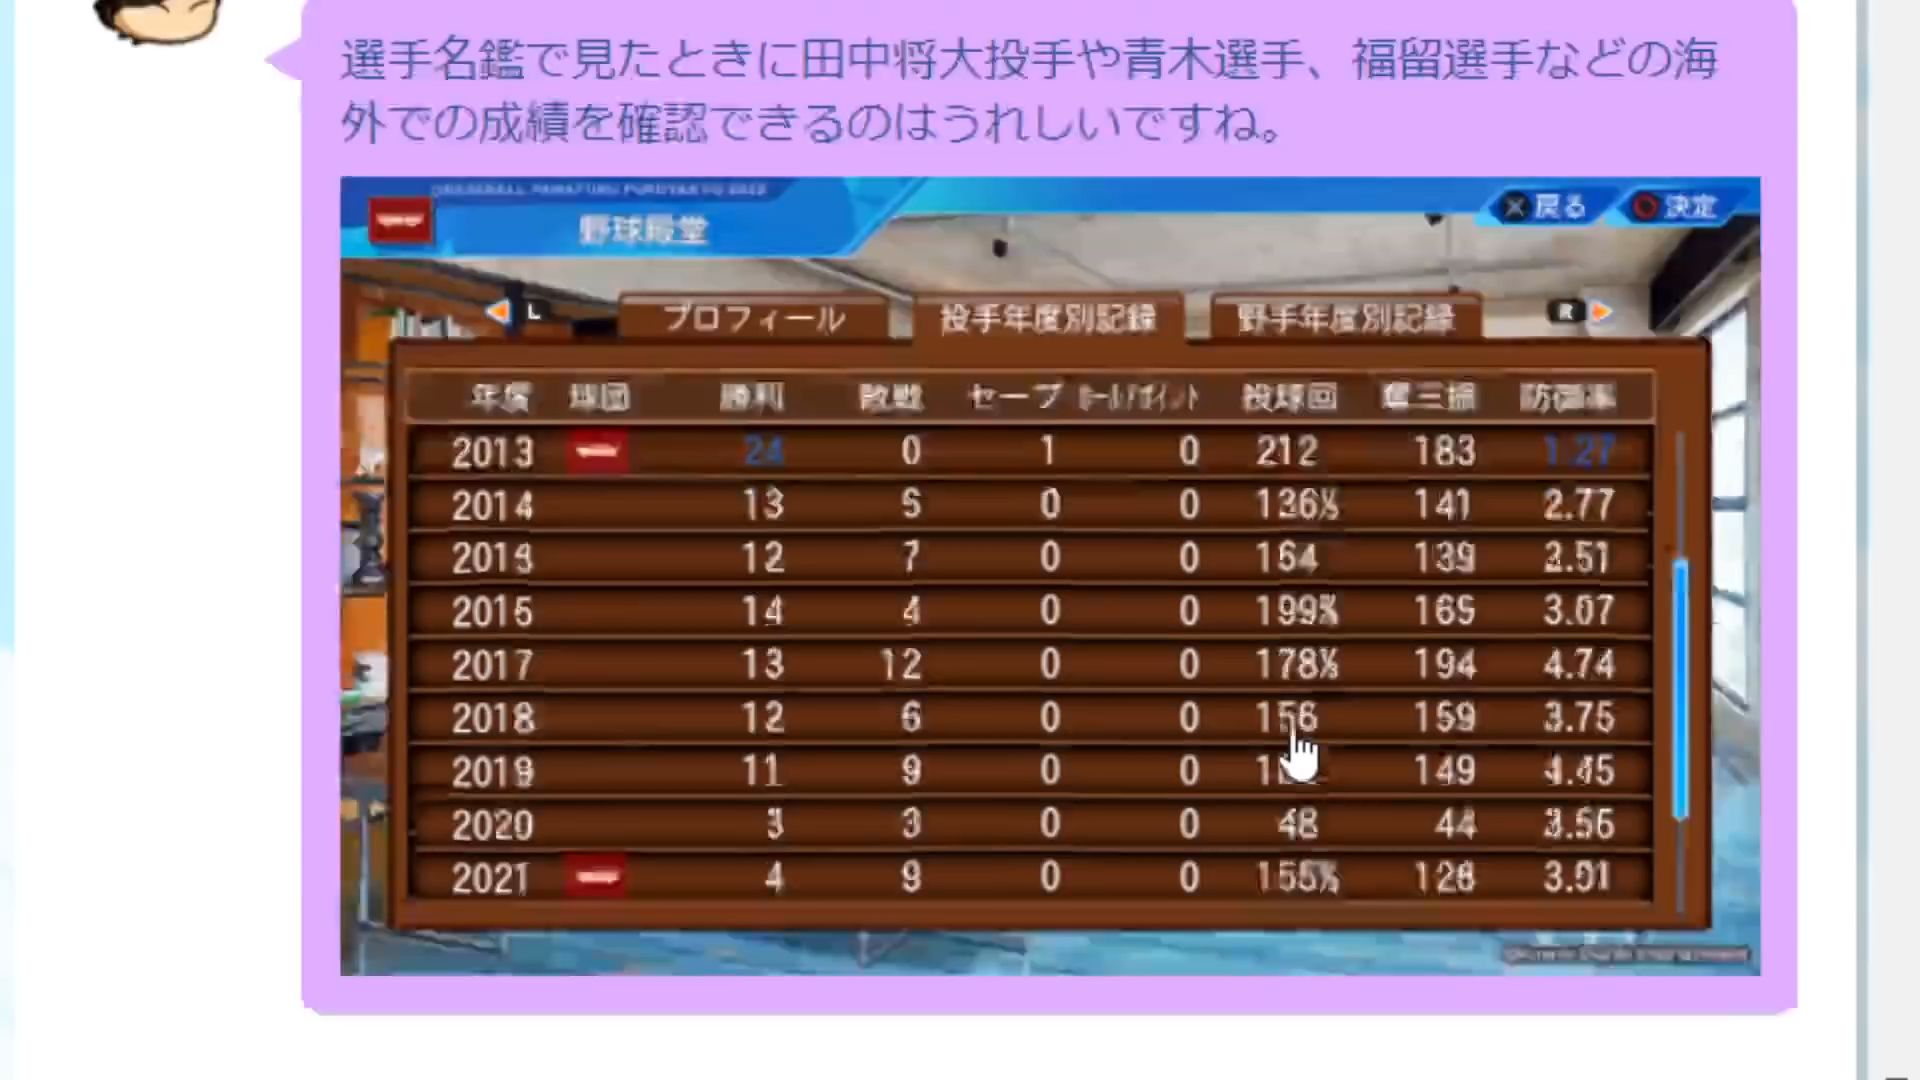 選手名鑑で見たときに田中将大投手や青木選手、福留選手などの海
外での成績を確認できるのはうれしいですね。
野球殿堂
戻る 決定
L プロフィール 投手年度別記録 野手年度別記録 R
年度 球団 勝利 敗戦 セーブ ホールドポイント 投球回 奪三振 防御率
2013 24 0 1 0 212 183 1.27
2014 13 5 0 0 136⅓ 141 2.77
2015 12 7 0 0 154 139 3.51
2016 14 4 0 0 199⅔ 165 3.07
2017 13 12 0 0 178⅓ 194 4.74
2018 12 6 0 0 156 159 3.75
2019 11 9 0 0 149 4.45
2020 3 3 0 0 48 44 3.56
2021 4 9 0 0 155⅔ 126 3.01